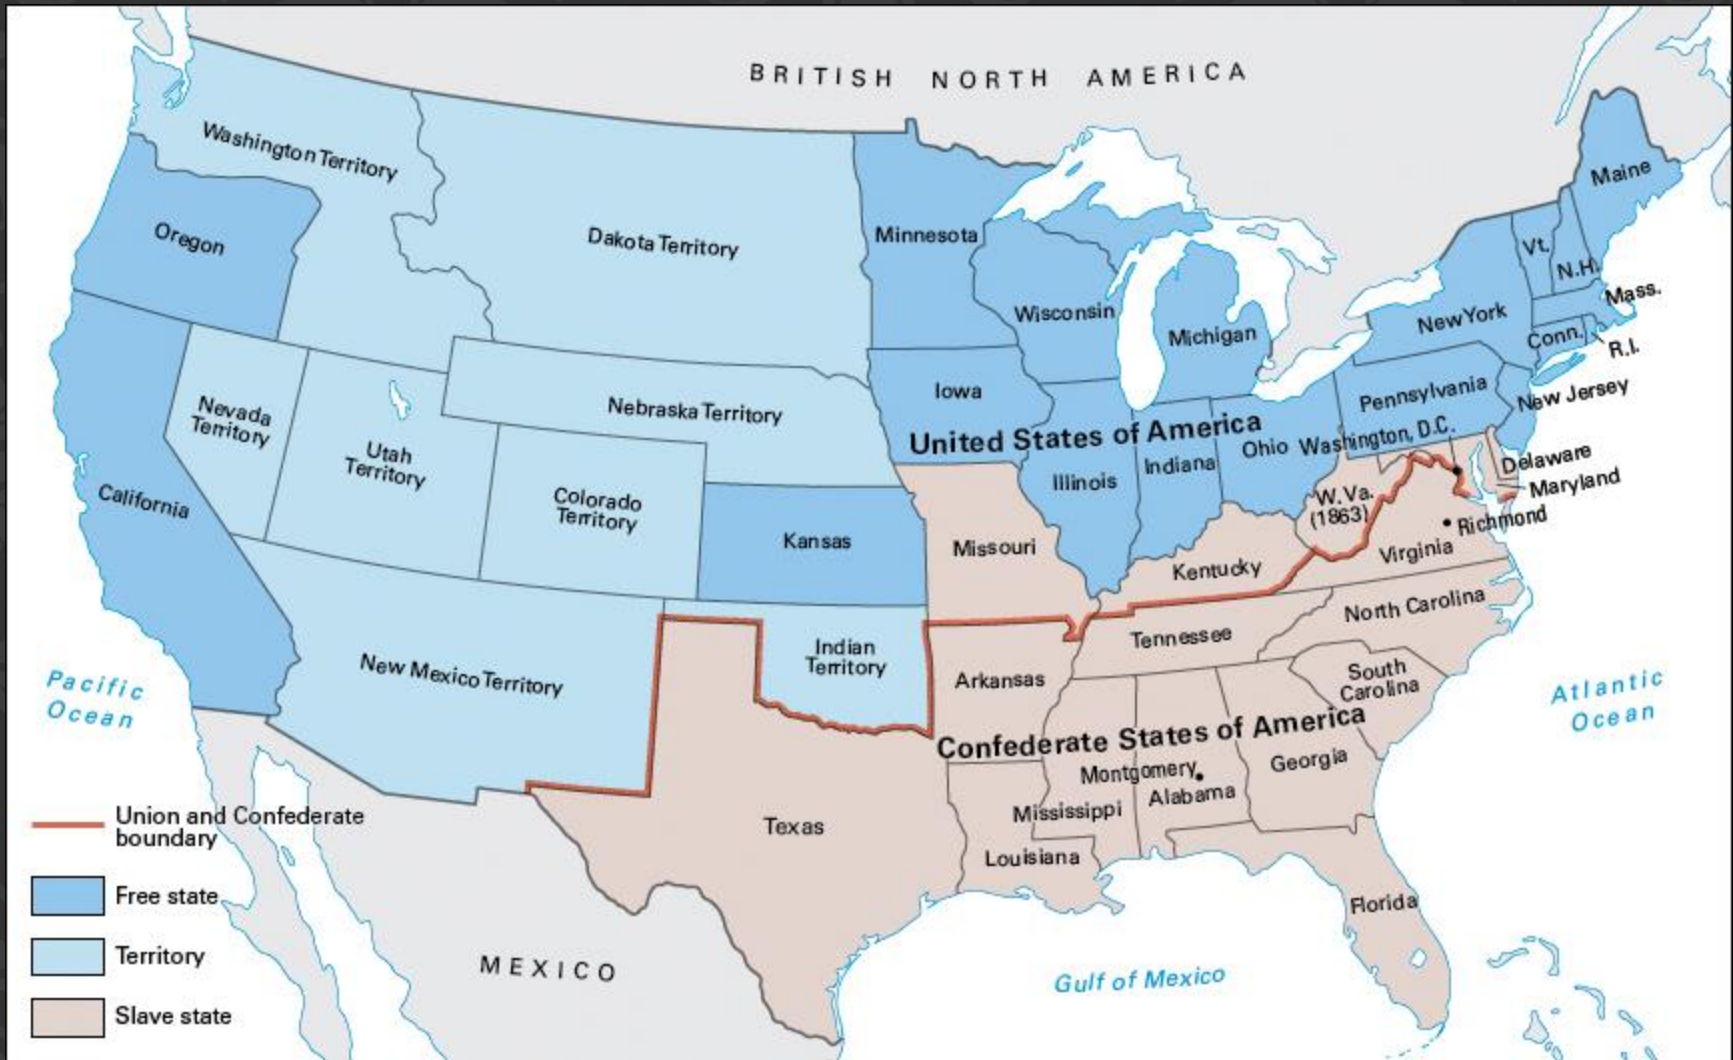 BRITISH NORTH AMERICA
Washington Territory
Oregon
Dakota Territory
Minnesota
Wisconsin
Michigan
Maine
Vt.
N.H.
Mass.
New York
Conn.
R.I.
Iowa
Pennsylvania
New Jersey
Nevada
Territory
Utah
Territory
Nebraska Territory
United States of America
Illinois
Indiana
Ohio
Washington, D.C.
Delaware
Maryland
California
Colorado
Territory
Kansas
Missouri
Kentucky
W. Va.
(1863)
Richmond
Virginia
North Carolina
Tennessee
New Mexico Territory
Indian
Territory
Arkansas
South
Carolina
Pacific
Ocean
Atlantic
Ocean
Confederate States of America
Montgomery
Georgia
Mississippi
Alabama
Texas
Louisiana
Florida
MEXICO
Gulf of Mexico
Union and Confederate
boundary
Free state
Territory
Slave state